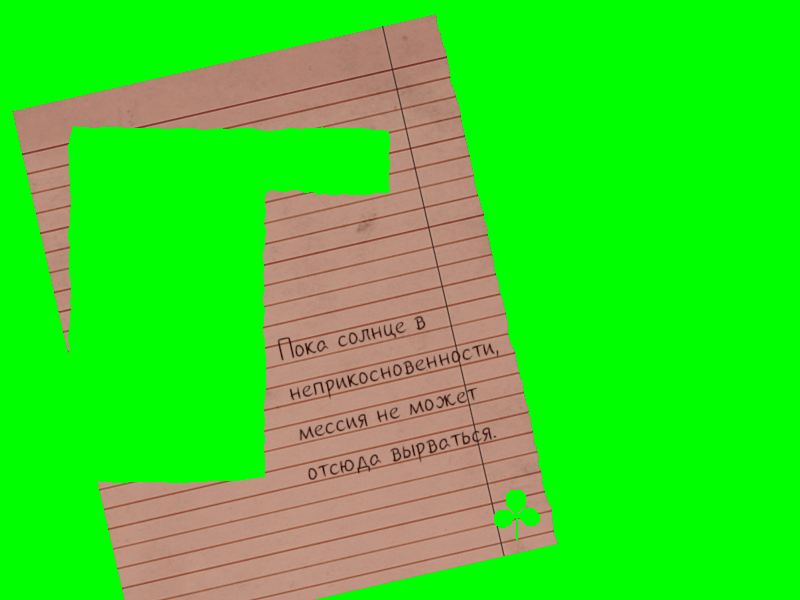 Пока солнце в
неприкосновенности,
мессия не может
отсюда вырваться.